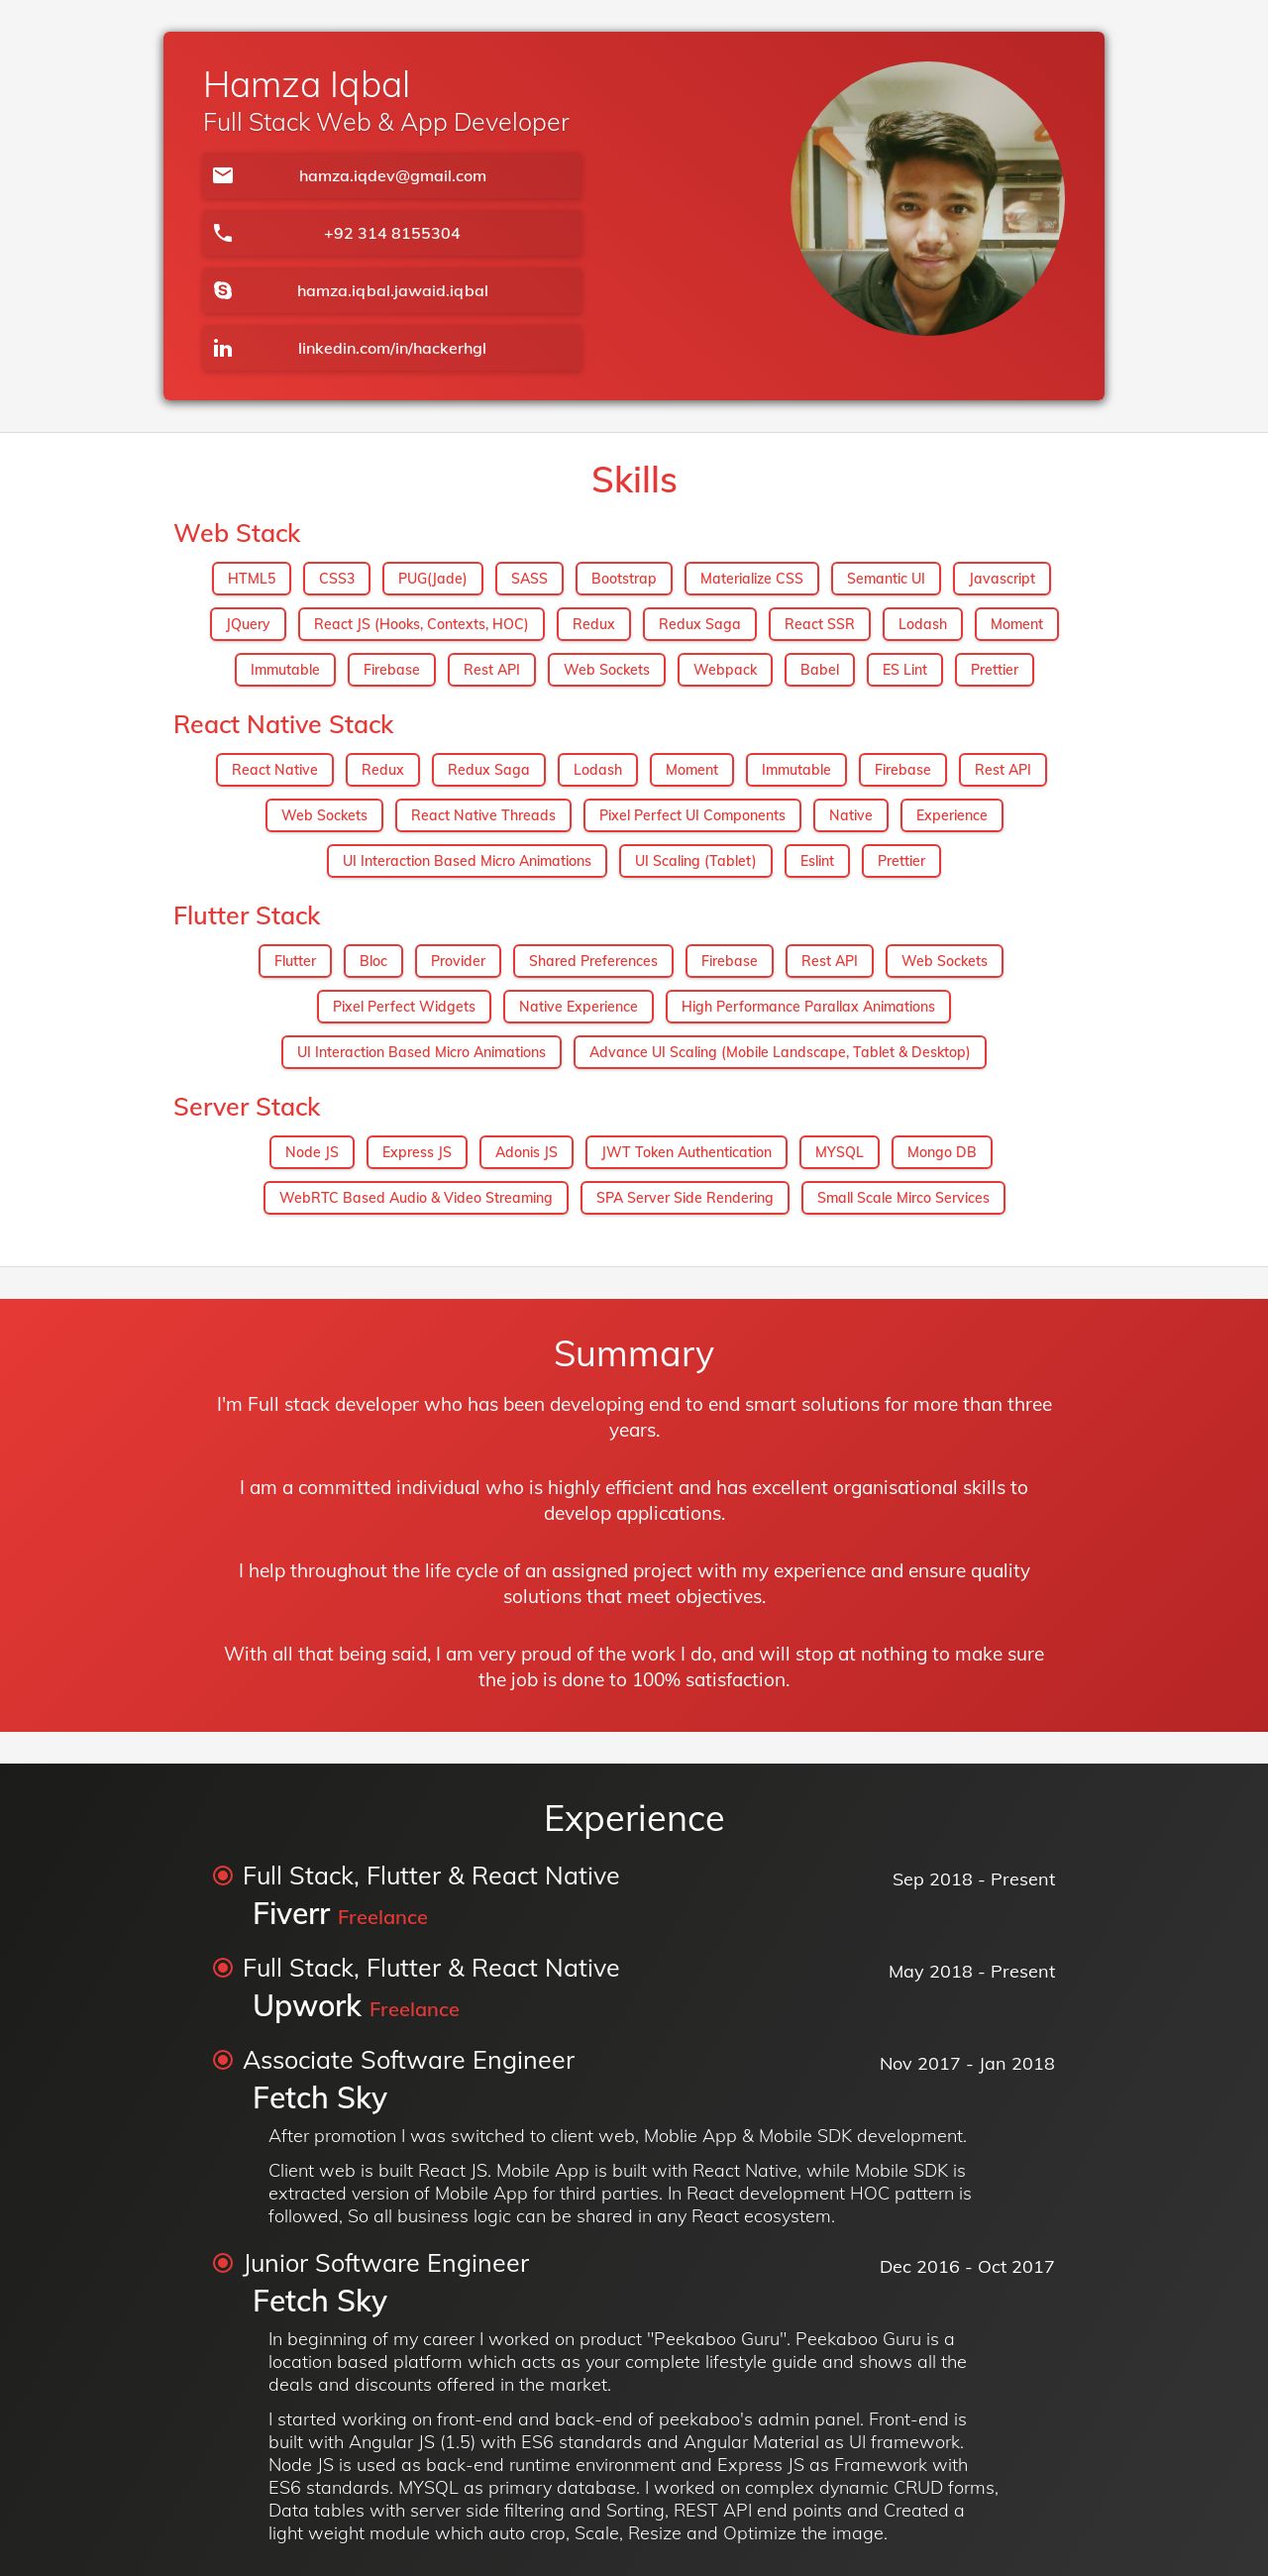 Hamza Iqbal
Full Stack Web & App Developer
hamza.iqdev@gmail.com
+92 314 8155304
hamza.iqbal.jawaid.iqbal
linkedin.com/in/hackerhgl
Skills
Web Stack
HTML5 CSS3 PUG(Jade) SASS Bootstrap Materialize CSS Semantic UI Javascript
JQuery React JS (Hooks, Contexts, HOC) Redux Redux Saga React SSR Lodash Moment
Immutable Firebase Rest API Web Sockets Webpack Babel ES Lint Prettier
React Native Stack
React Native Redux Redux Saga Lodash Moment Immutable Firebase Rest API
Web Sockets React Native Threads Pixel Perfect UI Components Native Experience
UI Interaction Based Micro Animations UI Scaling (Tablet) Eslint Prettier
Flutter Stack
Flutter Bloc Provider Shared Preferences Firebase Rest API Web Sockets
Pixel Perfect Widgets Native Experience High Performance Parallax Animations
UI Interaction Based Micro Animations Advance UI Scaling (Mobile Landscape, Tablet & Desktop)
Server Stack
Node JS Express JS Adonis JS JWT Token Authentication MYSQL Mongo DB
WebRTC Based Audio & Video Streaming SPA Server Side Rendering Small Scale Mirco Services
Summary
I'm Full stack developer who has been developing end to end smart solutions for more than three
years.
I am a committed individual who is highly efficient and has excellent organisational skills to
develop applications.
I help throughout the life cycle of an assigned project with my experience and ensure quality
solutions that meet objectives.
With all that being said, I am very proud of the work I do, and will stop at nothing to make sure
the job is done to 100% satisfaction.
Experience
Full Stack, Flutter & React Native Sep 2018 - Present
Fiverr Freelance
Full Stack, Flutter & React Native May 2018 - Present
Upwork Freelance
Associate Software Engineer Nov 2017 - Jan 2018
Fetch Sky
After promotion I was switched to client web, Moblie App & Mobile SDK development.
Client web is built React JS. Mobile App is built with React Native, while Mobile SDK is
extracted version of Mobile App for third parties. In React development HOC pattern is
followed, So all business logic can be shared in any React ecosystem.
Junior Software Engineer Dec 2016 - Oct 2017
Fetch Sky
In beginning of my career I worked on product "Peekaboo Guru". Peekaboo Guru is a
location based platform which acts as your complete lifestyle guide and shows all the
deals and discounts offered in the market.
I started working on front-end and back-end of peekaboo's admin panel. Front-end is
built with Angular JS (1.5) with ES6 standards and Angular Material as UI framework.
Node JS is used as back-end runtime environment and Express JS as Framework with
ES6 standards. MYSQL as primary database. I worked on complex dynamic CRUD forms,
Data tables with server side filtering and Sorting, REST API end points and Created a
light weight module which auto crop, Scale, Resize and Optimize the image.